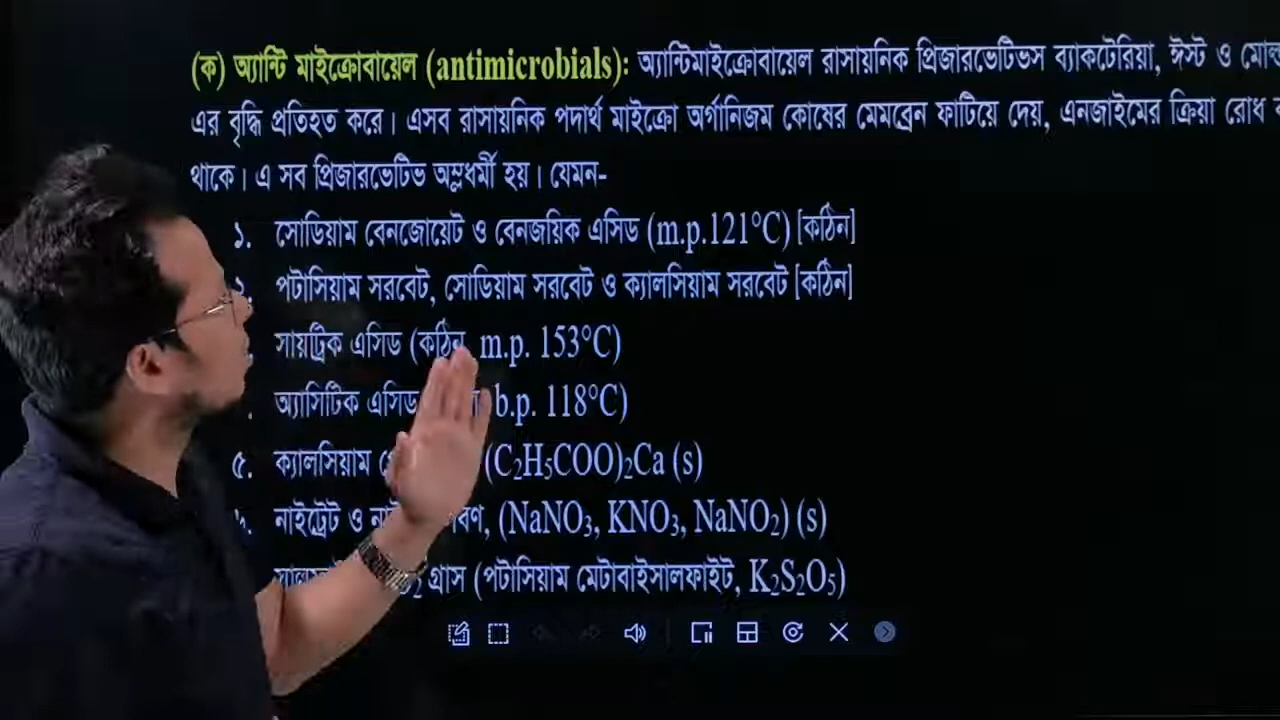 (ক) অ্যান্টি মাইক্রোবায়েল (antimicrobials): অ্যান্টিমাইক্রোবায়েল রাসায়নিক প্রিজারভেটিভস ব্যাকটেরিয়া, ঈস্ট ও
এর বৃদ্ধি প্রতিহত করে। এসব রাসায়নিক পদার্থ মাইক্রো অর্গানিজম কোষের মেমব্রেন ফাটিয়ে দেয়, এনজাইমের ক্রিয়া রোধ
থাকে। এ সব প্রিজারভেটিভ অম্লধর্মী হয়। যেমন-
১. সোডিয়াম বেনজোয়েট ও বেনজয়িক এসিড (m.p.121°C) [কঠিন]
২. পটাসিয়াম সরবেট, সোডিয়াম সরবেট ও ক্যালসিয়াম সরবেট [কঠিন]
সায়ট্রিক এসিড (কঠিন m.p. 153°C)
অ্যাসিটিক এসিড b.p. 118°C)
৫. ক্যালসিয়াম (C₂H₅COO)₂Ca (s)
৬. নাইট্রেট ও (NaNO₃, KNO₃, NaNO₂) (s)
গ্রাস (পটাসিয়াম মেটাবাইসালফাইট, K₂S₂O₅)